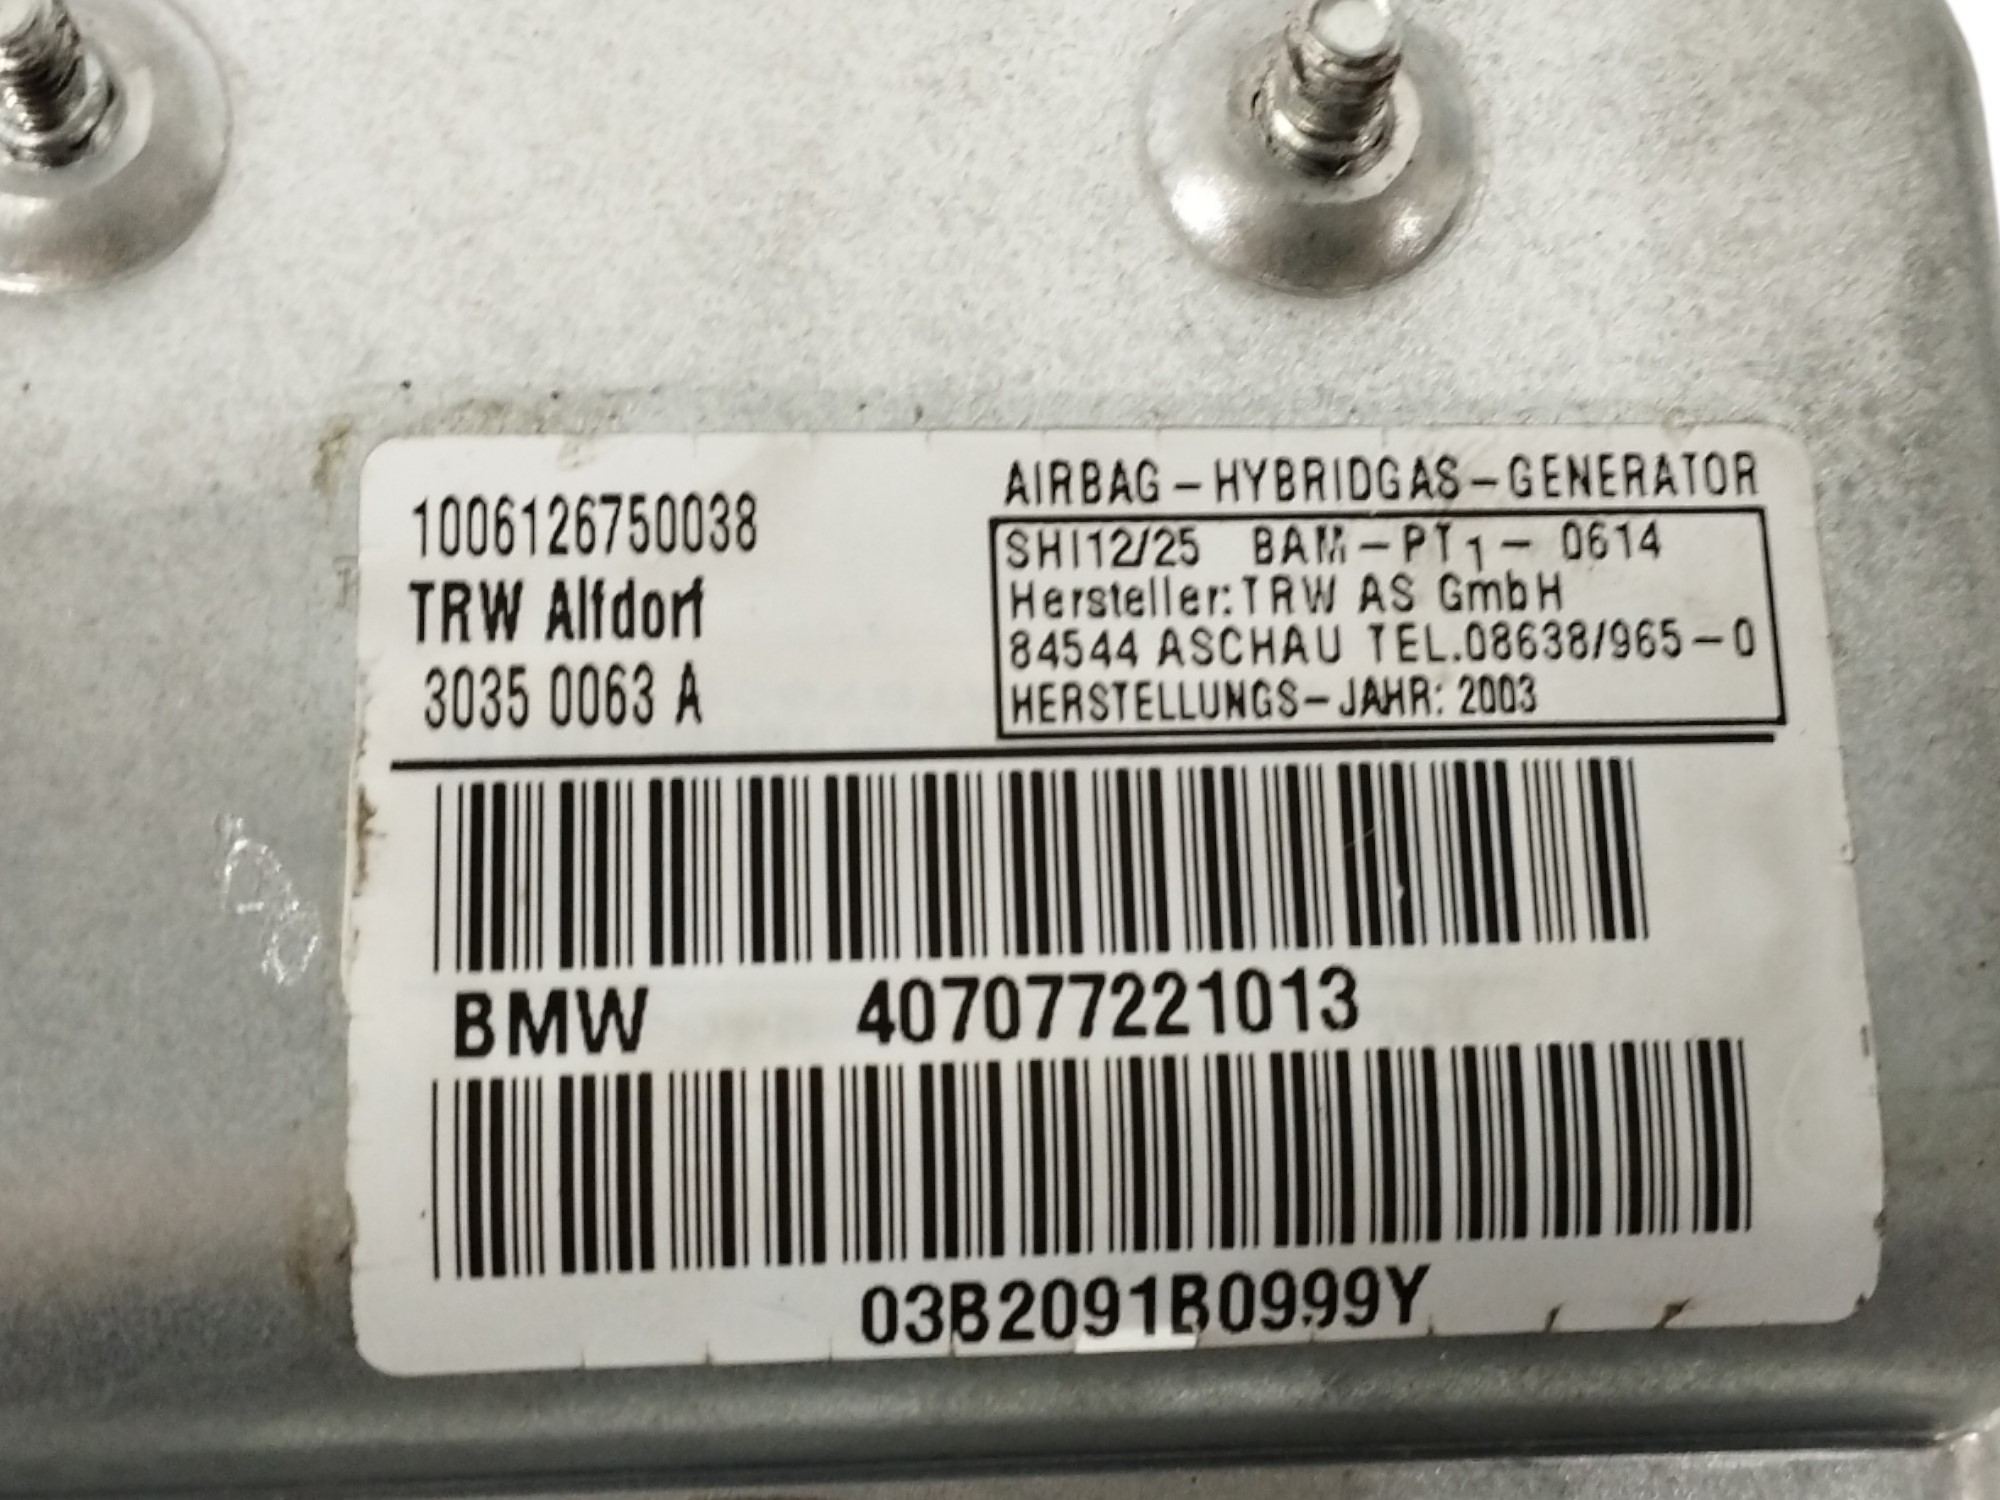 1006126750038
TRW Alfdorf
3035 0063 A
AIRBAG-HYBRIDGAS-GENERATOR
SHI12/25 BAM-PT1-0614
Hersteller:TRW AS GmbH
84544 ASCHAU TEL.08638/965-0
HERSTELLUNGS-JAHR: 2003
BMW 407077221013
03B2091B0999Y